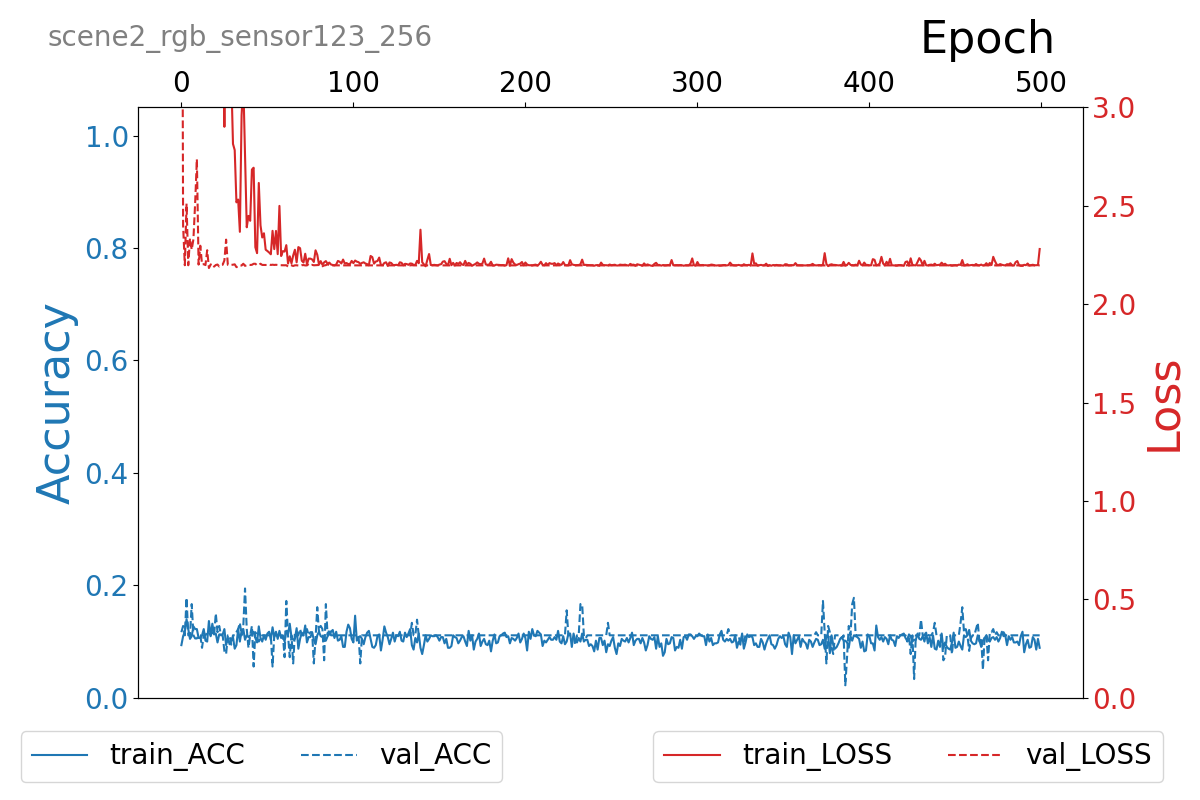 scene2_rgb_sensor123_256
Epoch
0 100 200 300 400 500
1.0
0.8
0.6
0.4
0.2
0.0
Accuracy
3.0
2.5
2.0
1.5
1.0
0.5
0.0
Loss
train_ACC val_ACC
train_LOSS val_LOSS